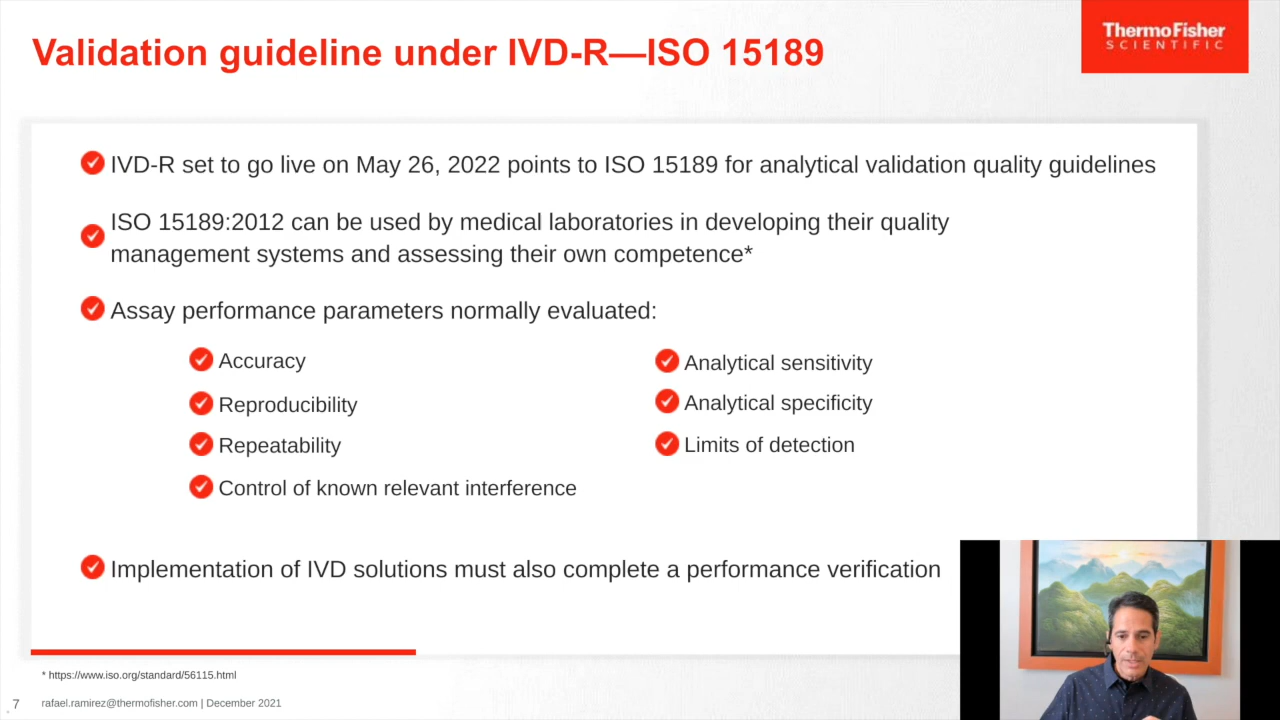 Validation guideline under IVD-R—ISO 15189
ThermoFisher
SCIENTIFIC
IVD-R set to go live on May 26, 2022 points to ISO 15189 for analytical validation quality guidelines
ISO 15189:2012 can be used by medical laboratories in developing their quality
management systems and assessing their own competence*
Assay performance parameters normally evaluated:
Accuracy
Reproducibility
Repeatability
Control of known relevant interference
Analytical sensitivity
Analytical specificity
Limits of detection
Implementation of IVD solutions must also complete a performance verification
* https://www.iso.org/standard/56115.html
7 rafael.ramirez@thermofisher.com | December 2021